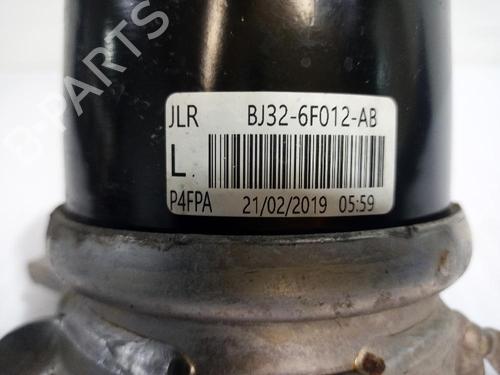 B-PARTS
JLR BJ32-6F012-AB
L
P4FPA 21/02/2019 05:59